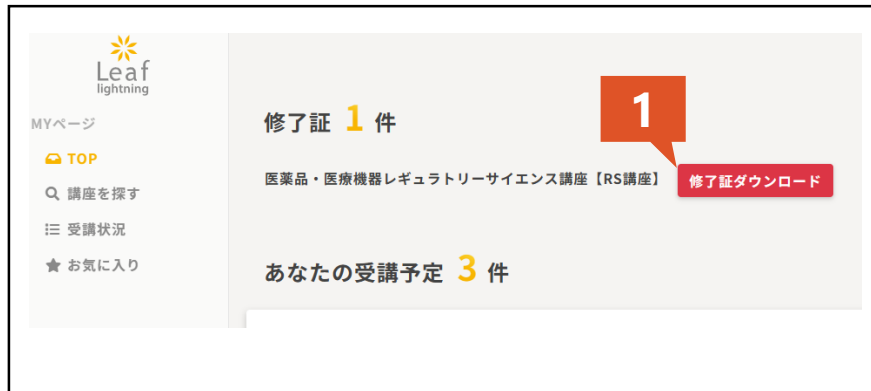 Leaf
lightning
MYページ
TOP
講座を探す
受講状況
お気に入り
修了証 1 件
1
医薬品・医療機器レギュラトリーサイエンス講座【RS講座】 修了証ダウンロード
あなたの受講予定 3 件